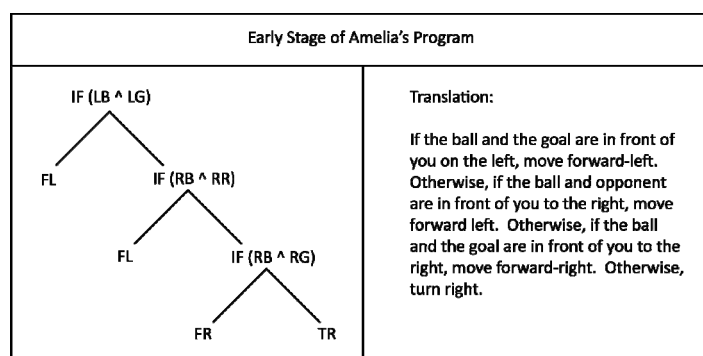 Early Stage of Amelia's Program
IF (LB ^ LG)
FL
IF (RB ^ RR)
FL
IF (RB ^ RG)
FR
TR
Translation:
If the ball and the goal are in front of
you on the left, move forward-left.
Otherwise, if the ball and opponent
are in front of you to the right, move
forward left. Otherwise, if the ball
and the goal are in front of you to the
right, move forward-right. Otherwise,
turn right.